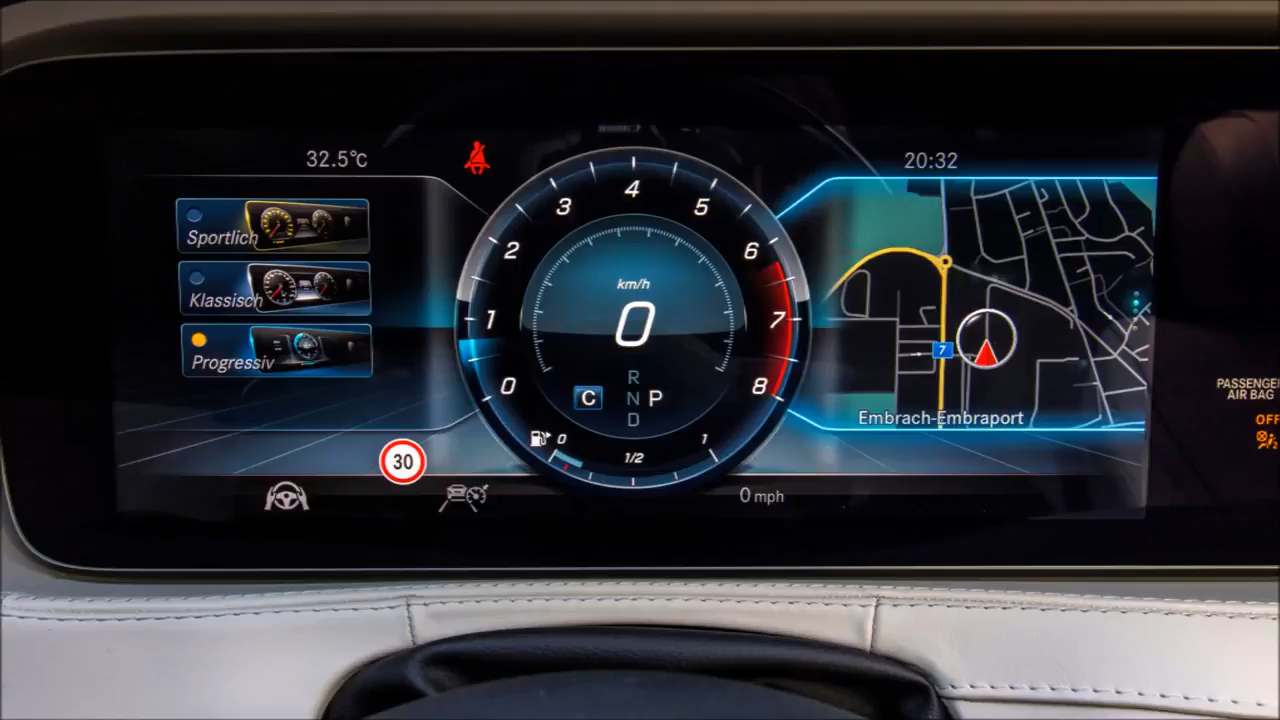 32.5°C
20:32
Sportlich
Klassisch
Progressiv
0
1
2
3
4
5
6
7
8
km/h
0
C
R
N P
D
0
1/2
1
30
0 mph
7
Embrach-Embraport
PASSENGE
AIR BAG
OFF